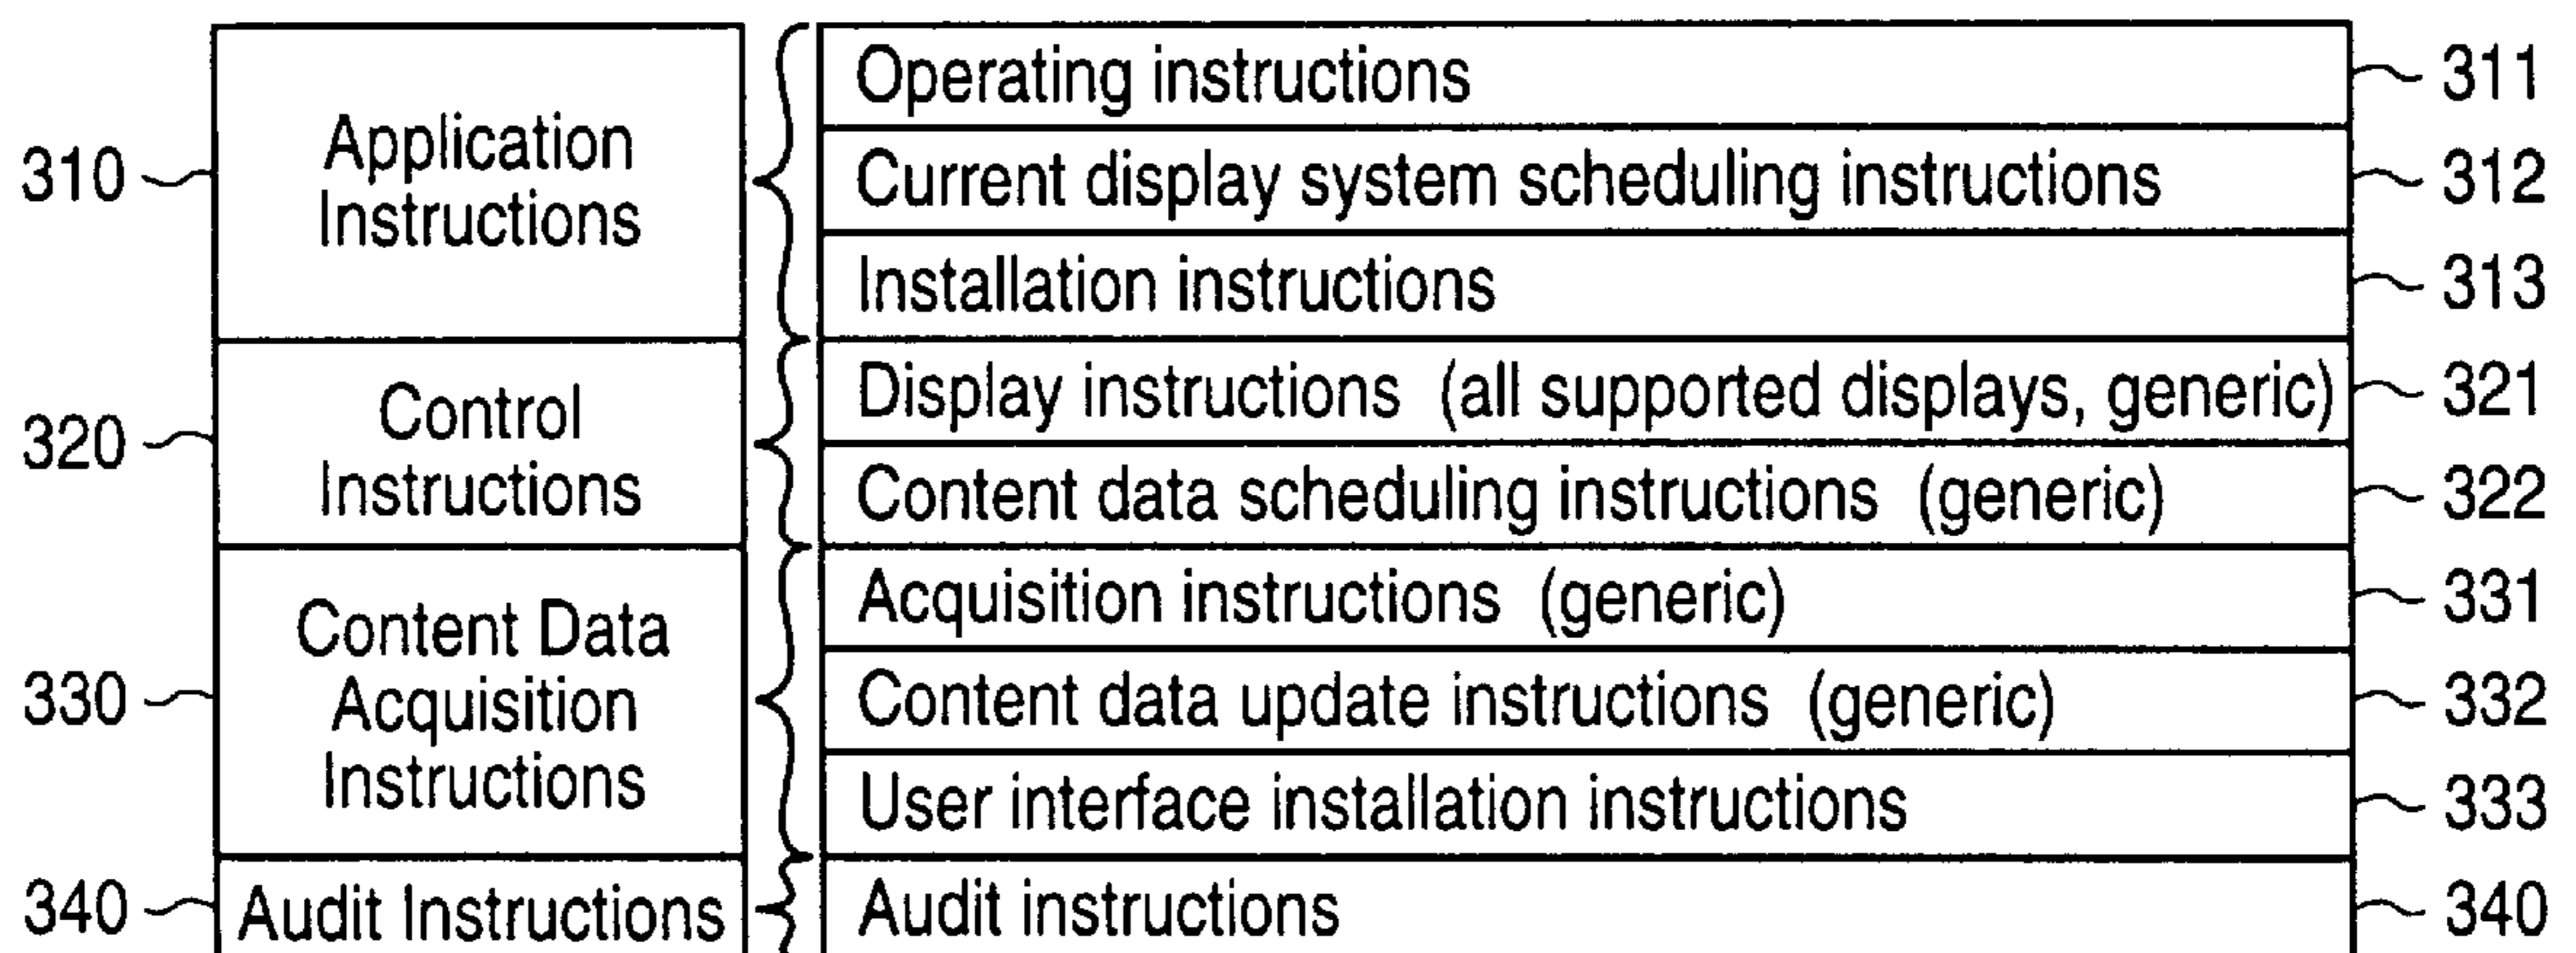 310
Application
Instructions
Operating instructions
311
Current display system scheduling instructions
312
Installation instructions
313
320
Control
Instructions
Display instructions (all supported displays, generic)
321
Content data scheduling instructions (generic)
322
330
Content Data
Acquisition
Instructions
Acquisition instructions (generic)
331
Content data update instructions (generic)
332
User interface installation instructions
333
340
Audit Instructions
Audit instructions
340